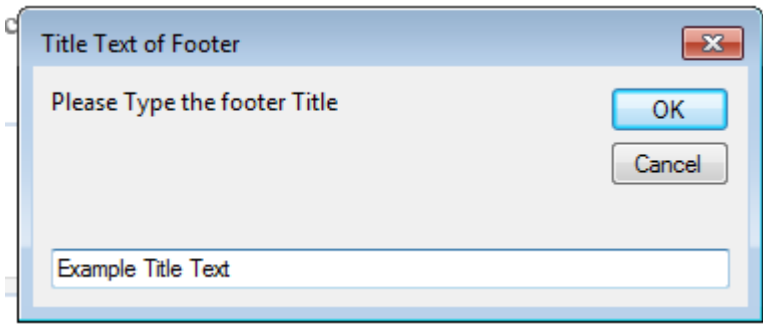 Title Text of Footer
Please Type the footer Title
OK
Cancel
Example Title Text